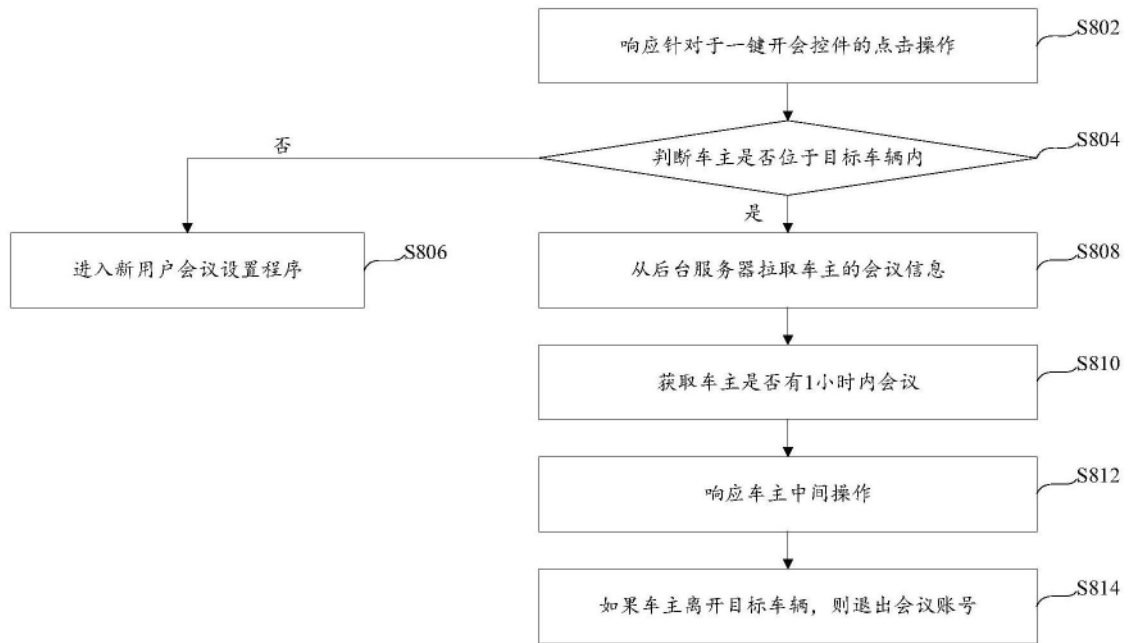 响应针对于一键开会控件的点击操作
S802
判断车主是否位于目标车辆内
S804
否
是
进入新用户会议设置程序
S806
从后台服务器拉取车主的会议信息
S808
获取车主是否有1小时内会议
S810
响应车主中间操作
S812
如果车主离开目标车辆，则退出会议账号
S814